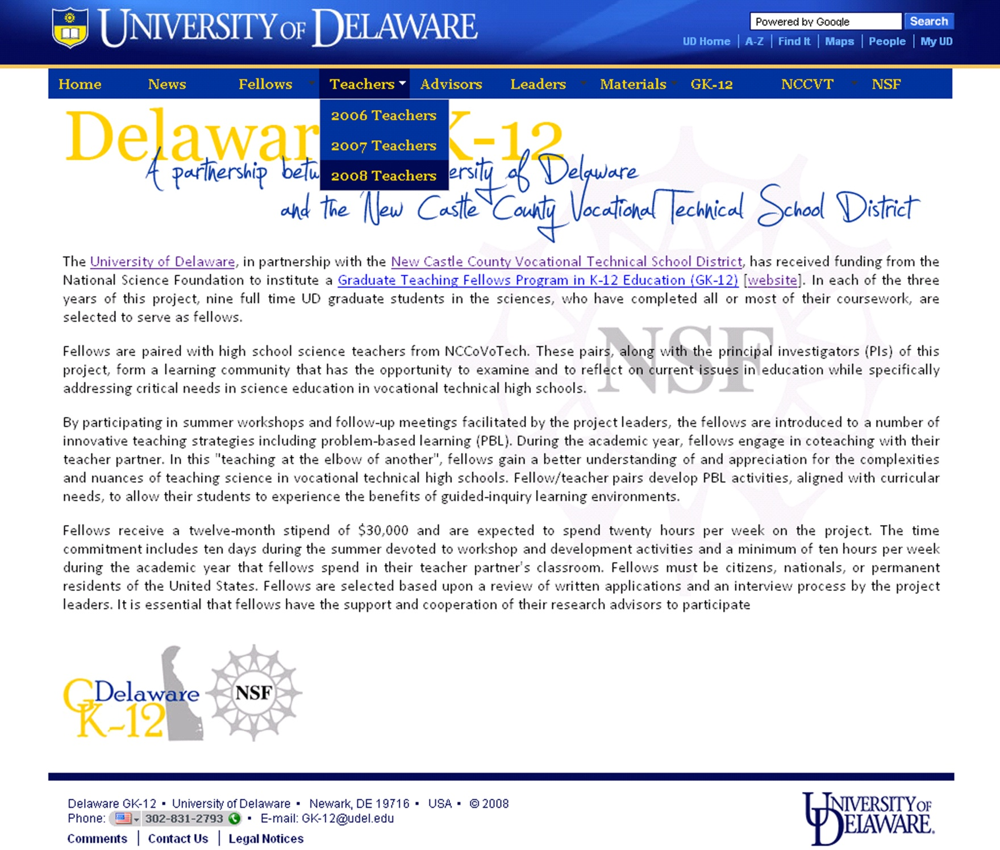 UNIVERSITY OF DELAWARE
Powered by Google Search
UD Home | A-Z | Find It | Maps | People | My UD
Home News Fellows Teachers Advisors Leaders Materials GK-12 NCCVT NSF
2006 Teachers
2007 Teachers
2008 Teachers
Delawar K-12
A partnership betw ersity of Delaware
and the New Castle County Vocational Technical School District
The University of Delaware, in partnership with the New Castle County Vocational Technical School District, has received funding from the
National Science Foundation to institute a Graduate Teaching Fellows Program in K-12 Education (GK-12) [website]. In each of the three
years of this project, nine full time UD graduate students in the sciences, who have completed all or most of their coursework, are
selected to serve as fellows.
NSF
Fellows are paired with high school science teachers from NCCoVoTech. These pairs, along with the principal investigators (PIs) of this
project, form a learning community that has the opportunity to examine and to reflect on current issues in education while specifically
addressing critical needs in science education in vocational technical high schools.
By participating in summer workshops and follow-up meetings facilitated by the project leaders, the fellows are introduced to a number of
innovative teaching strategies including problem-based learning (PBL). During the academic year, fellows engage in coteaching with their
teacher partner. In this "teaching at the elbow of another", fellows gain a better understanding of and appreciation for the complexities
and nuances of teaching science in vocational technical high schools. Fellow/teacher pairs develop PBL activities, aligned with curricular
needs, to allow their students to experience the benefits of guided-inquiry learning environments.
Fellows receive a twelve-month stipend of $30,000 and are expected to spend twenty hours per week on the project. The time
commitment includes ten days during the summer devoted to workshop and development activities and a minimum of ten hours per week
during the academic year that fellows spend in their teacher partner's classroom. Fellows must be citizens, nationals, or permanent
residents of the United States. Fellows are selected based upon a review of written applications and an interview process by the project
leaders. It is essential that fellows have the support and cooperation of their research advisors to participate
Delaware
GK-12
NSF
Delaware GK-12 ▪ University of Delaware ▪ Newark, DE 19716 ▪ USA ▪ © 2008
Phone: 302-831-2793 ▪ E-mail: GK-12@udel.edu
Comments | Contact Us | Legal Notices
UNIVERSITY OF
DELAWARE.